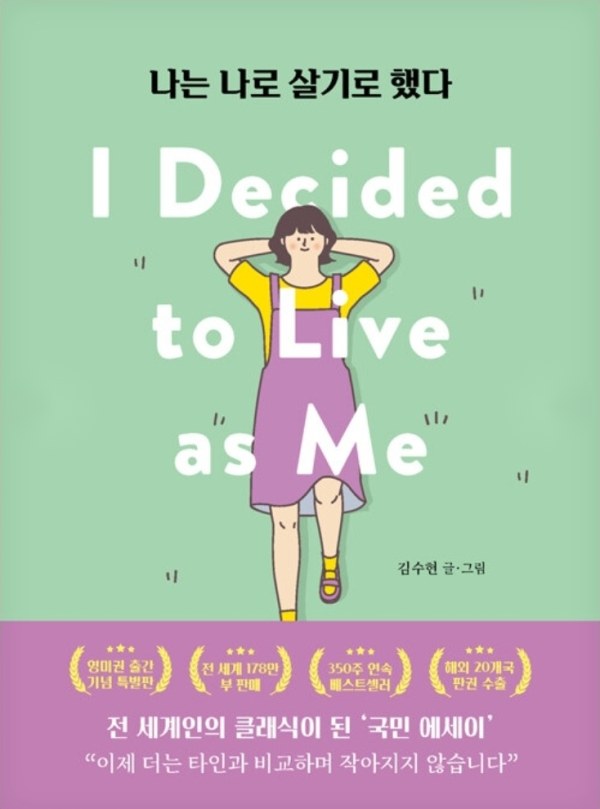 나는 나로 살기로 했다
I Decided
to Live
as Me
김수현 글·그림
영미권 출간
기념 특별판
전 세계 178만
부 판매
350주 연속
베스트셀러
해외 20개국
판권 수출
전 세계인의 클래식이 된 ‘국민 에세이’
“이제 더는 타인과 비교하며 작아지지 않습니다”